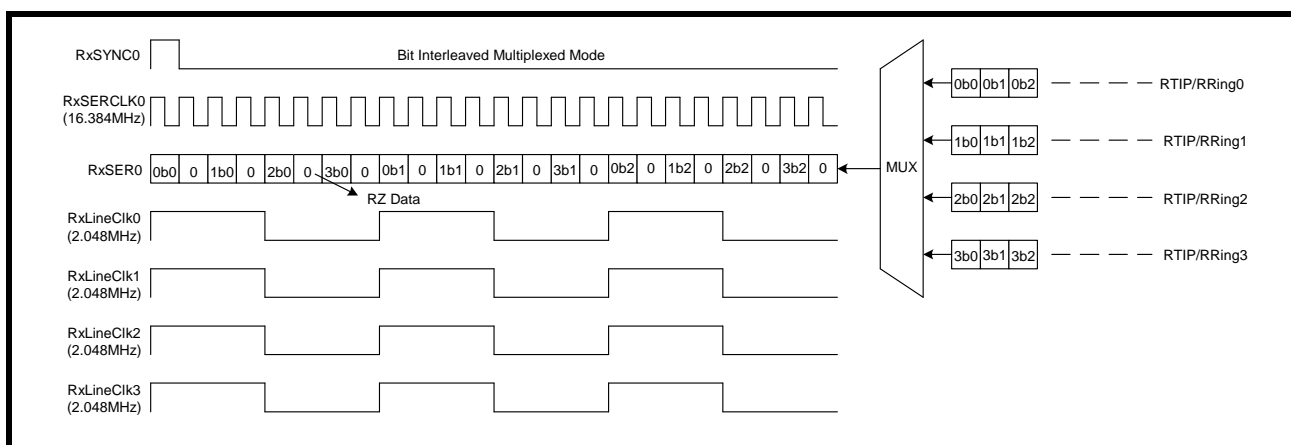 RxSYNC0
Bit Interleaved Multiplexed Mode
RxSERCLK0
(16.384MHz)
RxSER0
0b0 0 1b0 0 2b0 0 3b0 0 0b1 0 1b1 0 2b1 0 3b1 0 0b2 0 1b2 0 2b2 0 3b2 0
RZ Data
MUX
0b0 0b1 0b2
RTIP/RRing0
1b0 1b1 1b2
RTIP/RRing1
2b0 2b1 2b2
RTIP/RRing2
3b0 3b1 3b2
RTIP/RRing3
RxLineClk0
(2.048MHz)
RxLineClk1
(2.048MHz)
RxLineClk2
(2.048MHz)
RxLineClk3
(2.048MHz)